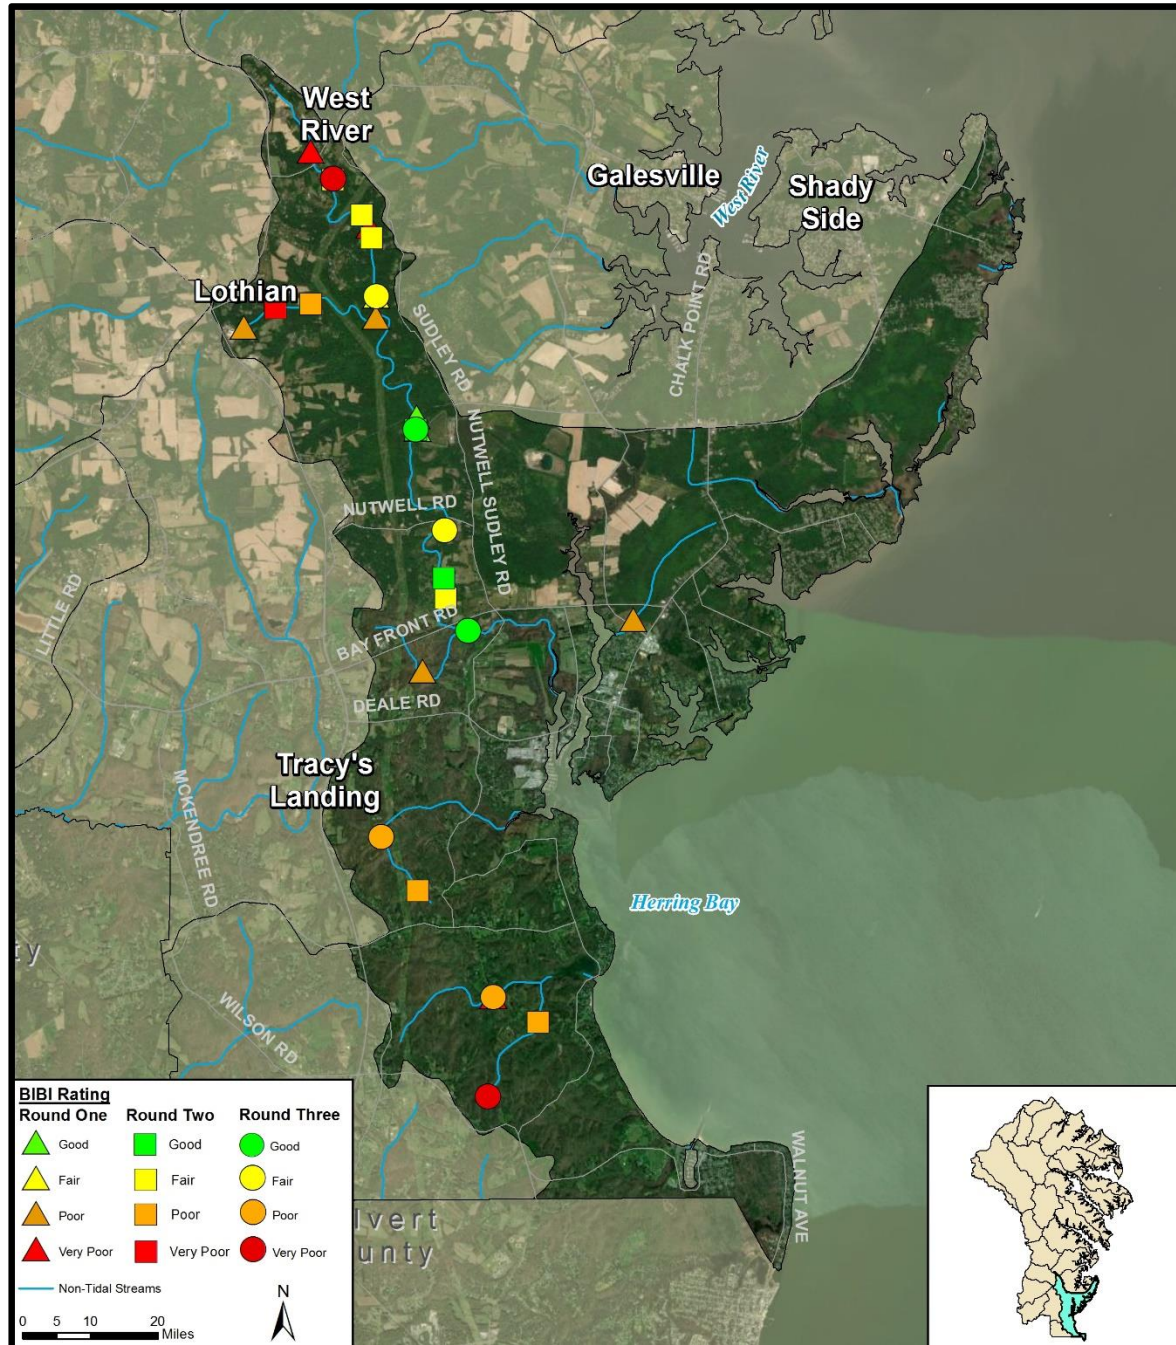 West
River
Galesville
West River
Shady
Side
Lothian
SUDLEY RD
CHALK POINT RD
NUTWELL RD
NUTWELL SUDLEY RD
LITTLE RD
BAY FRONT RD
DEALE RD
Tracy's
Landing
MCKENDREE RD
Herring Bay
ty
WILSON RD
WALNUT AVE
lvert
ounty
BIBI Rating
Round One Round Two Round Three
Good Good Good
Fair Fair Fair
Poor Poor Poor
Very Poor Very Poor Very Poor
Non-Tidal Streams
N
0 5 10 20
Miles